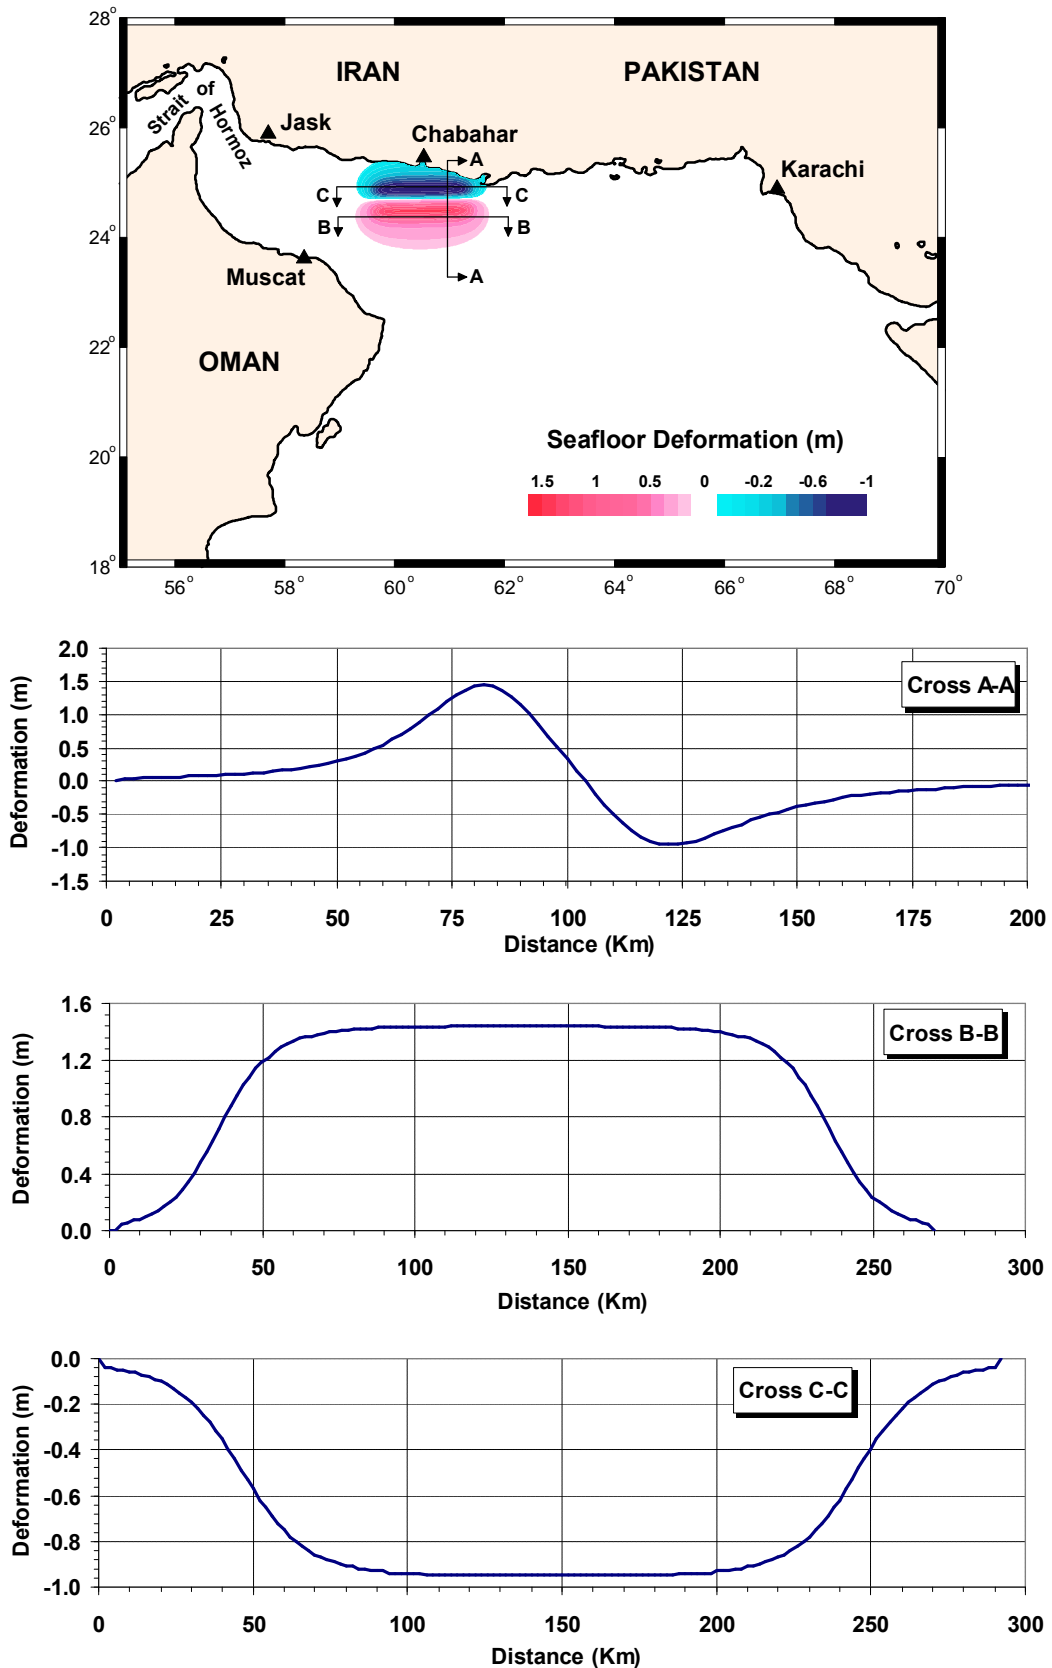 28°
26°
24°
22°
20°
18°
IRAN
PAKISTAN
Strait of Hormoz
Jask
Chabahar
Karachi
A
C
C
B
B
A
Muscat
OMAN
Seafloor Deformation (m)
1.5 1 0.5 0 -0.2 -0.6 -1
56° 58° 60° 62° 64° 66° 68° 70°
Cross A-A
Deformation (m)
2.0
1.5
1.0
0.5
0.0
-0.5
-1.0
-1.5
0 25 50 75 100 125 150 175 200
Distance (Km)
Cross B-B
Deformation (m)
1.6
1.2
0.8
0.4
0.0
0 50 100 150 200 250 300
Distance (Km)
Cross C-C
Deformation (m)
0.0
-0.2
-0.4
-0.6
-0.8
-1.0
0 50 100 150 200 250 300
Distance (Km)